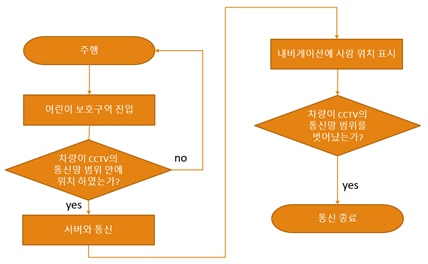 주행
어린이 보호구역 진입
차량이 CCTV의
통신망 범위 안에
위치 하였는가?
no
yes
서버와 통신
내비게이션에 사람 위치 표시
차량이 CCTV의
통신망 범위를
벗어났는가?
yes
통신 종료